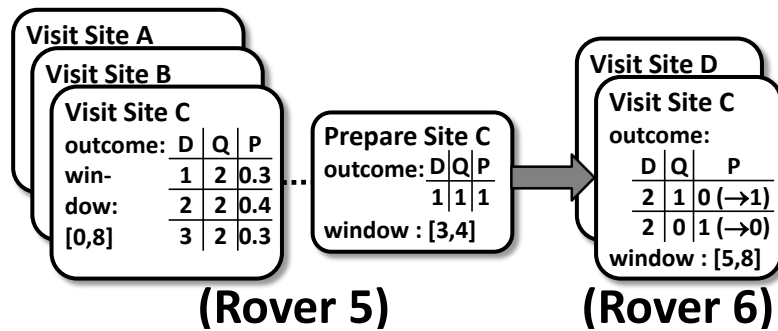 Visit Site A
Visit Site B
Visit Site C
outcome: D Q P
win- 1 2 0.3
dow: 2 2 0.4
[0,8] 3 2 0.3
Prepare Site C
outcome: D Q P
1 1 1
window : [3,4]
(Rover 5)
Visit Site D
Visit Site C
outcome:
D Q P
2 1 0 (→1)
2 0 1 (→0)
window : [5,8]
(Rover 6)